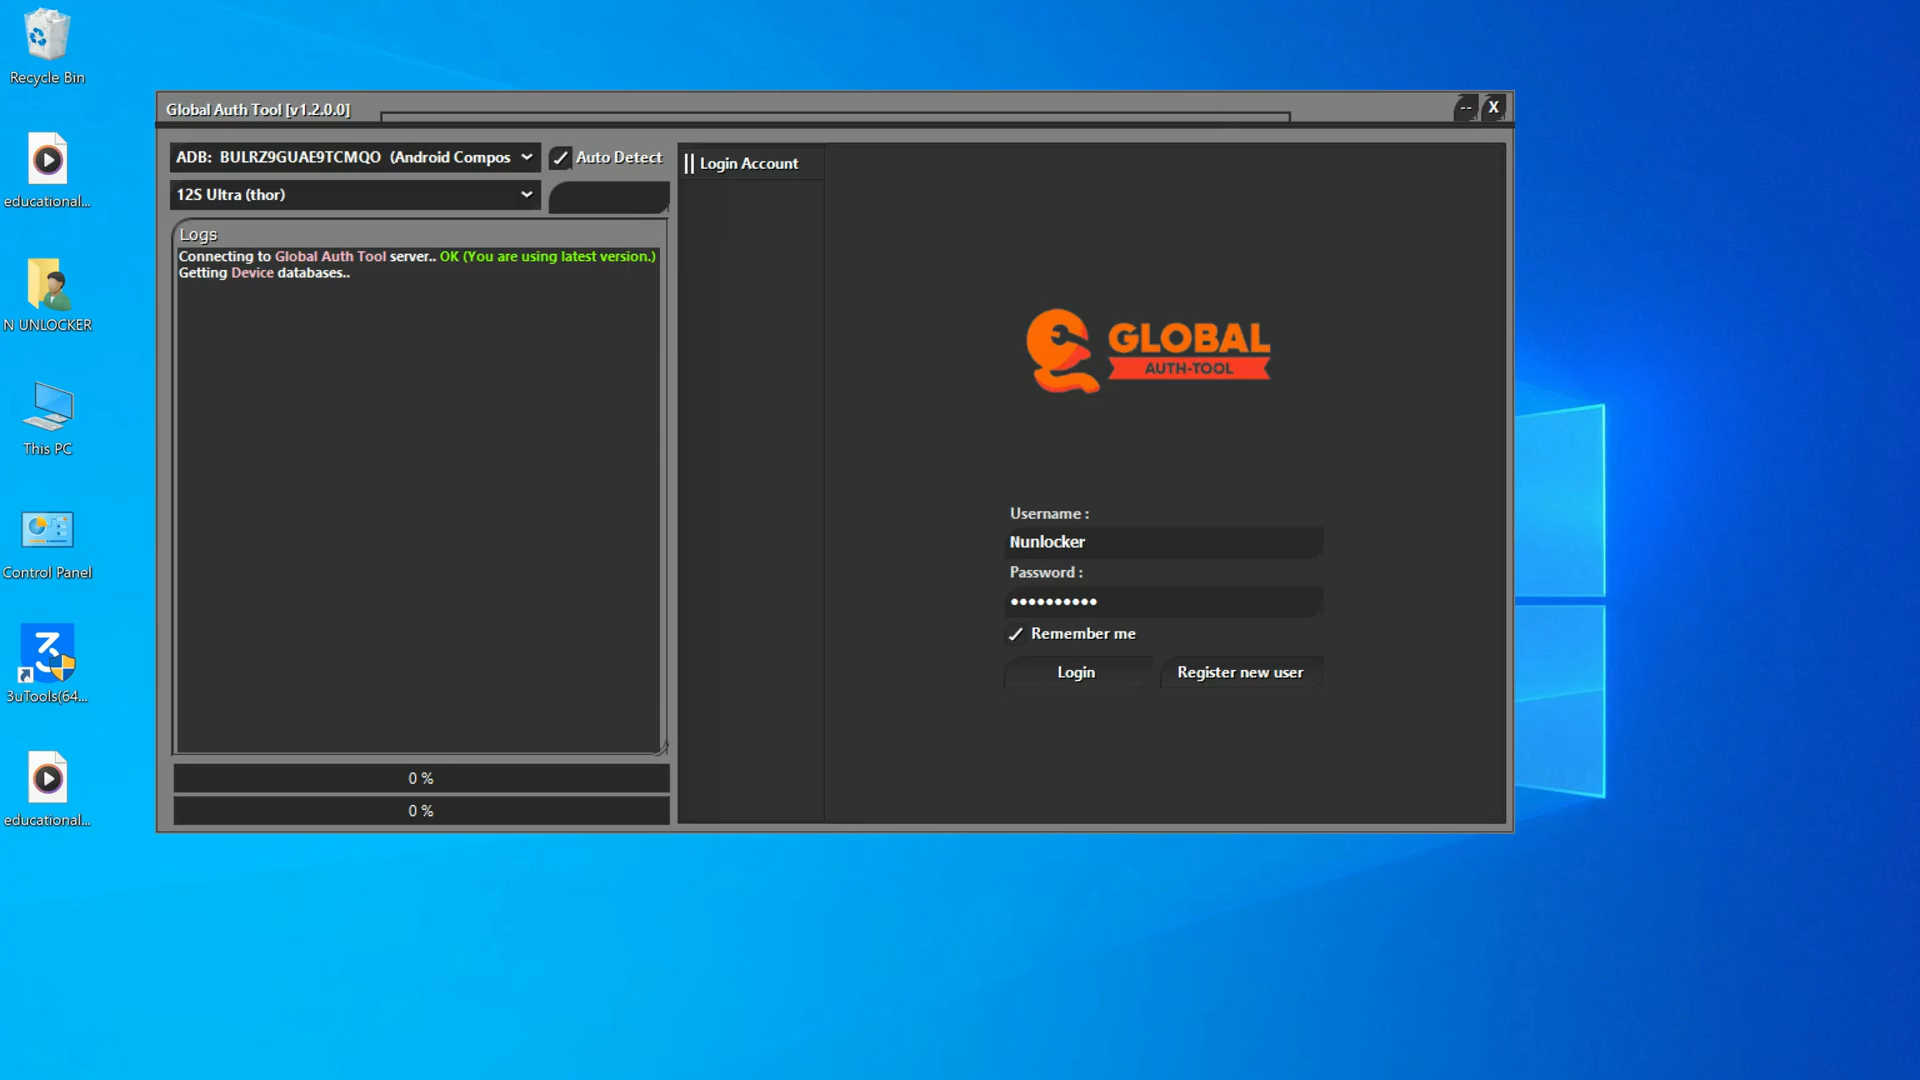 Recycle Bin
educational...
N UNLOCKER
This PC
Control Panel
3uTools(64...
educational...
Global Auth Tool [v1.2.0.0]
-- X
ADB: BULRZ9GUAE9TCMQO (Android Compos
Auto Detect
12S Ultra (thor)
Logs
Connecting to Global Auth Tool server.. OK (You are using latest version.)
Getting Device databases..
0 %
0 %
Login Account
GLOBAL
AUTH-TOOL
Username :
Nunlocker
Password :
••••••••••
Remember me
Login
Register new user